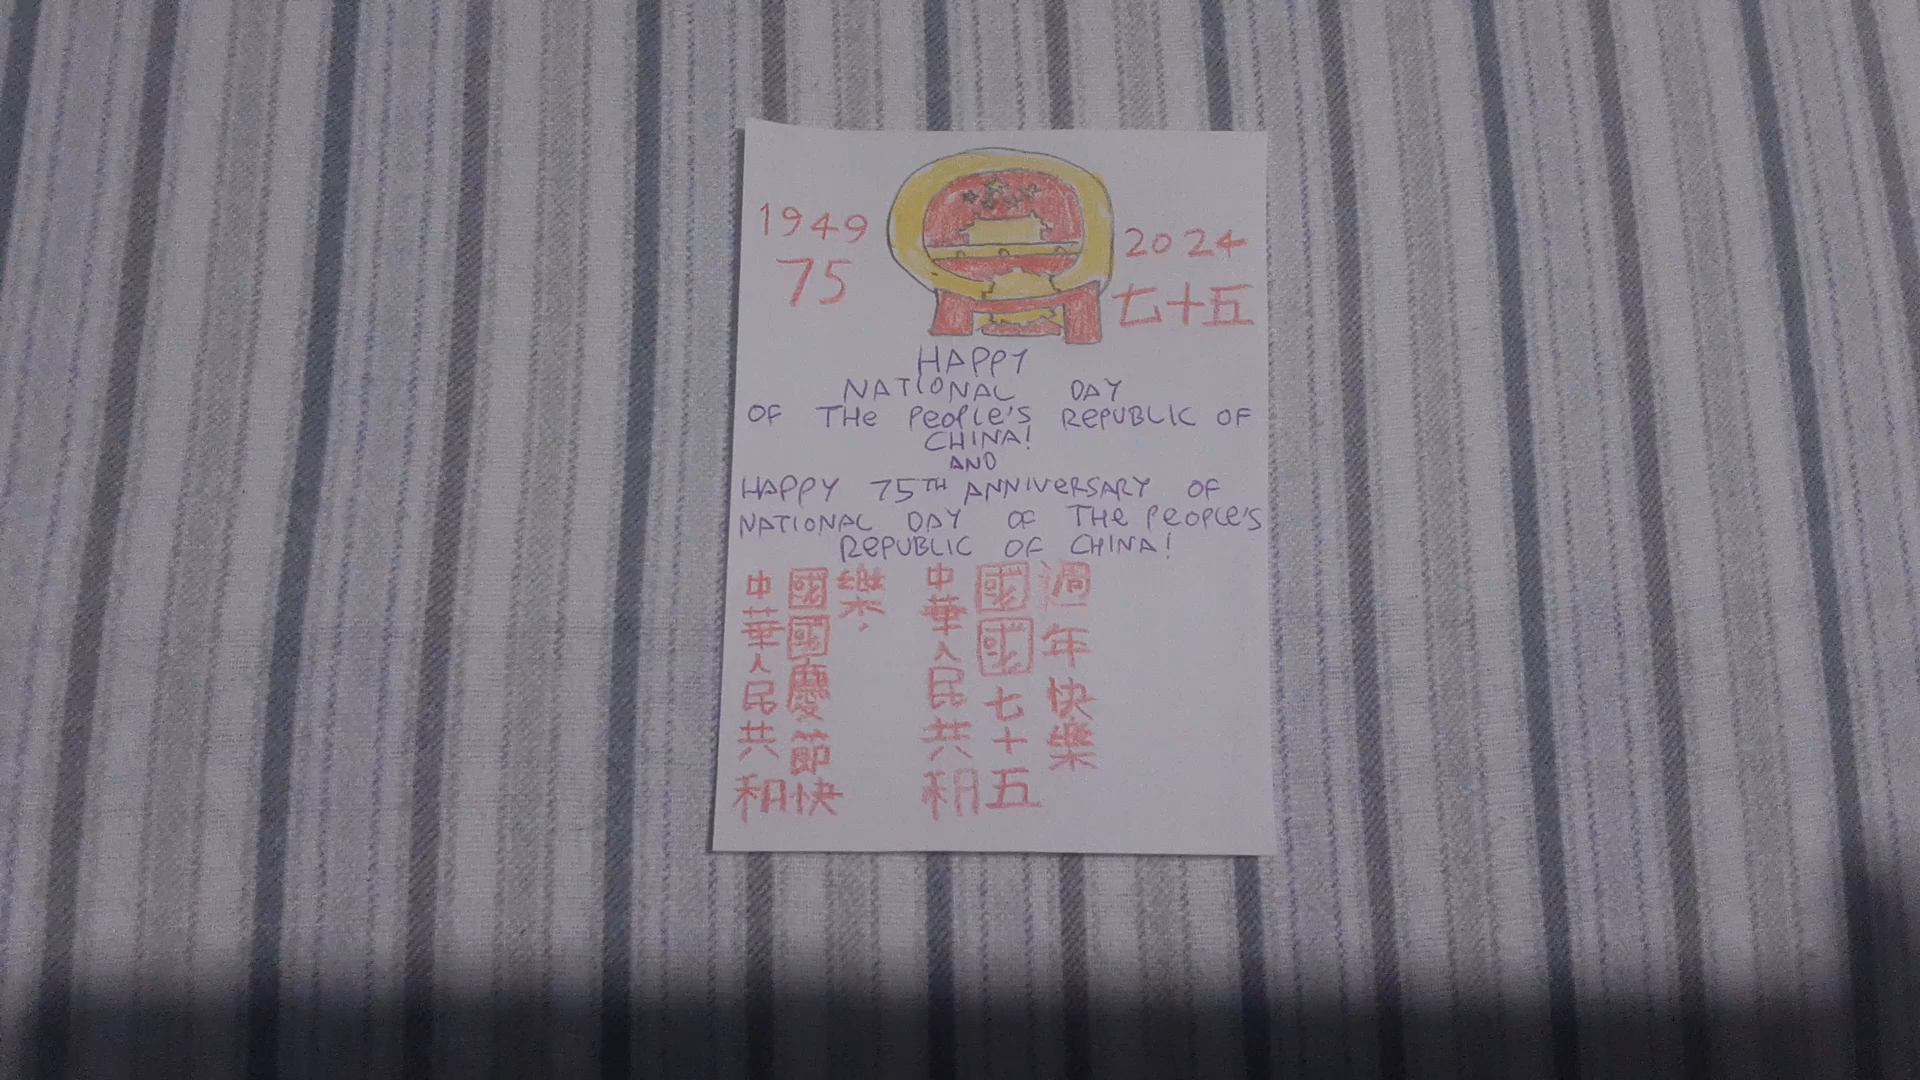 1949
75
2024
七十五
HAPPY
NATIONAL DAY
OF THE PEOPLE'S REPUBLIC OF
CHINA!
AND
HAPPY 75TH ANNIVERSARY OF
NATIONAL DAY OF THE PEOPLE'S
REPUBLIC OF CHINA!
中華人民共和
國國慶節快
樂,
中華人民共和
國國七十五
週年快樂